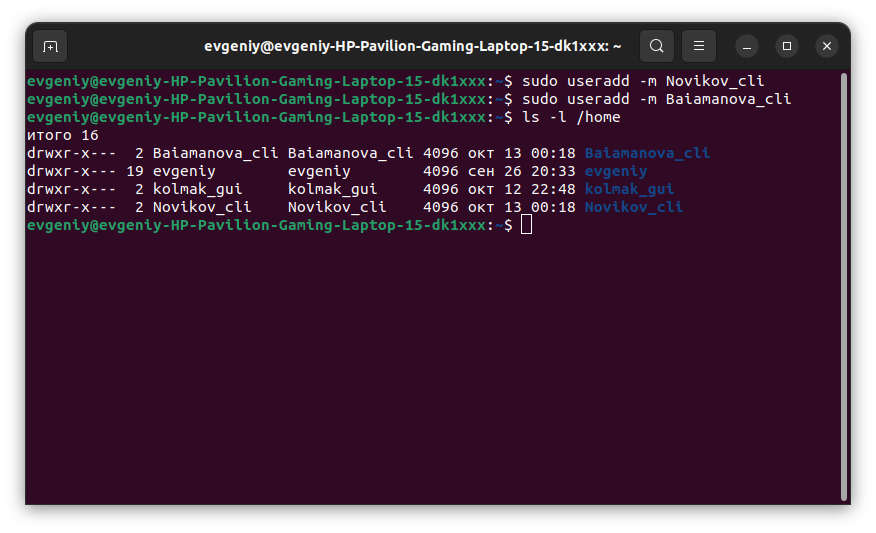 evgeniy@evgeniy-HP-Pavilion-Gaming-Laptop-15-dk1xxx: ~
evgeniy@evgeniy-HP-Pavilion-Gaming-Laptop-15-dk1xxx:~$ sudo useradd -m Novikov_cli
evgeniy@evgeniy-HP-Pavilion-Gaming-Laptop-15-dk1xxx:~$ sudo useradd -m Baiamanova_cli
evgeniy@evgeniy-HP-Pavilion-Gaming-Laptop-15-dk1xxx:~$ ls -l /home
итого 16
drwxr-x---  2 Baiamanova_cli Baiamanova_cli 4096 окт 13 00:18 Baiamanova_cli
drwxr-x--- 19 evgeniy        evgeniy        4096 сен 26 20:33 evgeniy
drwxr-x---  2 kolmak_gui     kolmak_gui     4096 окт 12 22:48 kolmak_gui
drwxr-x---  2 Novikov_cli    Novikov_cli    4096 окт 13 00:18 Novikov_cli
evgeniy@evgeniy-HP-Pavilion-Gaming-Laptop-15-dk1xxx:~$